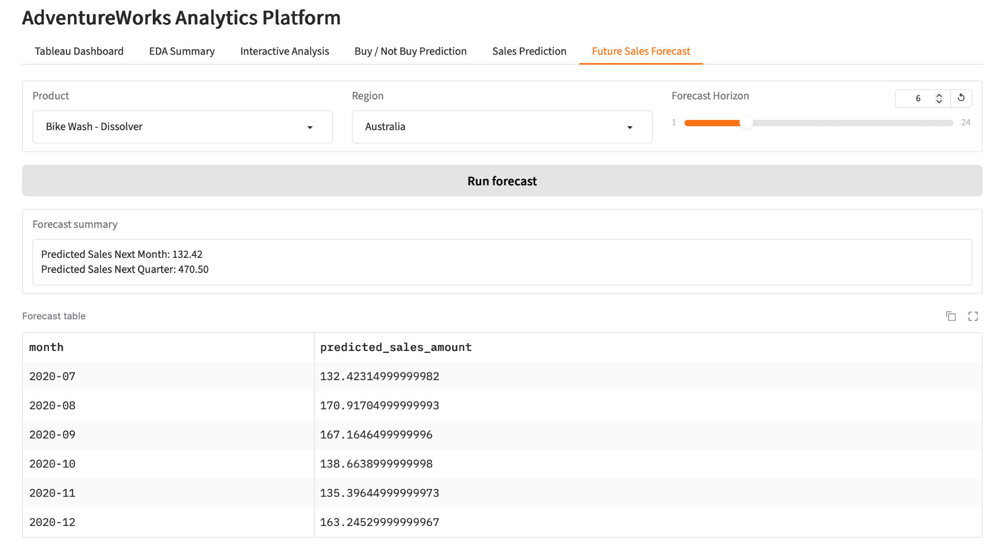 AdventureWorks Analytics Platform
Tableau Dashboard EDA Summary Interactive Analysis Buy / Not Buy Prediction Sales Prediction Future Sales Forecast
Product Region Forecast Horizon 6
Bike Wash - Dissolver Australia 1 24
Run forecast
Forecast summary
Predicted Sales Next Month: 132.42
Predicted Sales Next Quarter: 470.50
Forecast table
month predicted_sales_amount
2020-07 132.42314999999982
2020-08 170.91704999999993
2020-09 167.1646499999996
2020-10 138.6638999999998
2020-11 135.39644999999973
2020-12 163.24529999999967